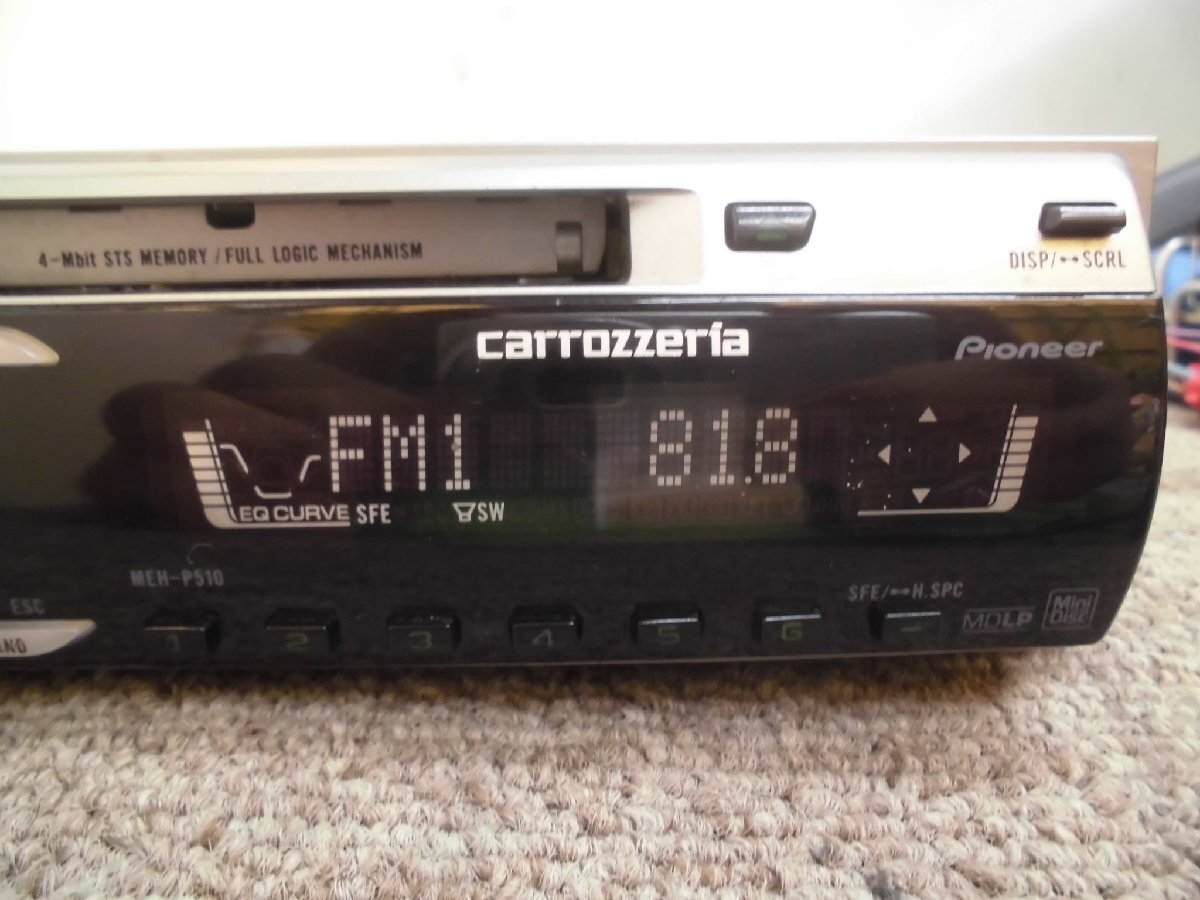 4-Mbit STS MEMORY / FULL LOGIC MECHANISM
DISP/↔SCRL
carrozzeria
Pioneer
FM1 81.8
EQ CURVE SFE SW
MEH-P510
ESC
SFE/↔H.SPC
1 2 3 4 5 6
MDLP
Mini
Disc